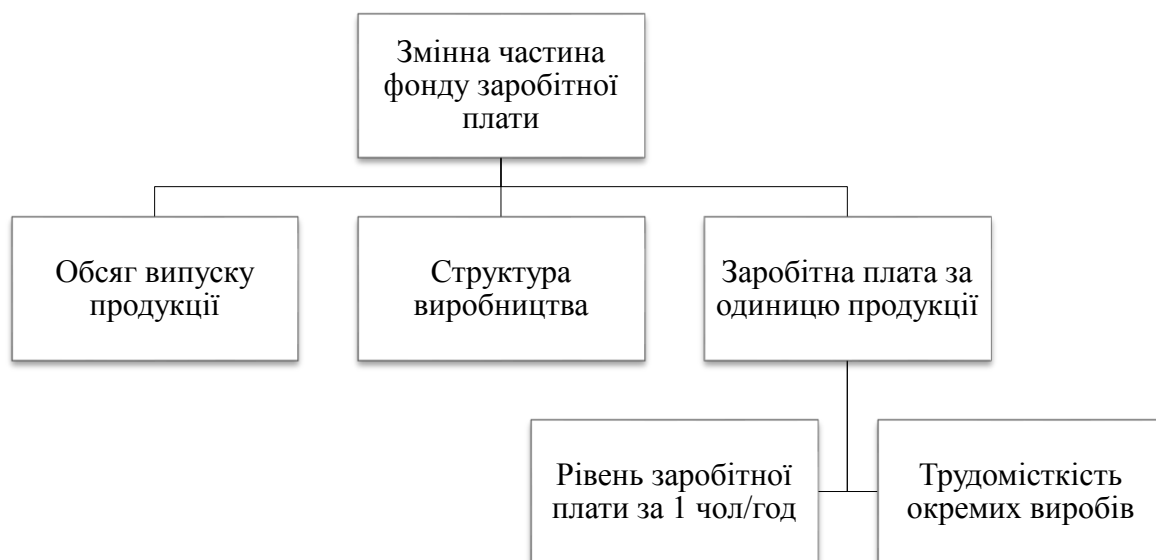 Змінна частина
фонду заробітної
плати
Обсяг випуску
продукції
Структура
виробництва
Заробітна плата за
одиницю продукції
Рівень заробітної
плати за 1 чол/год
Трудомісткість
окремих виробів